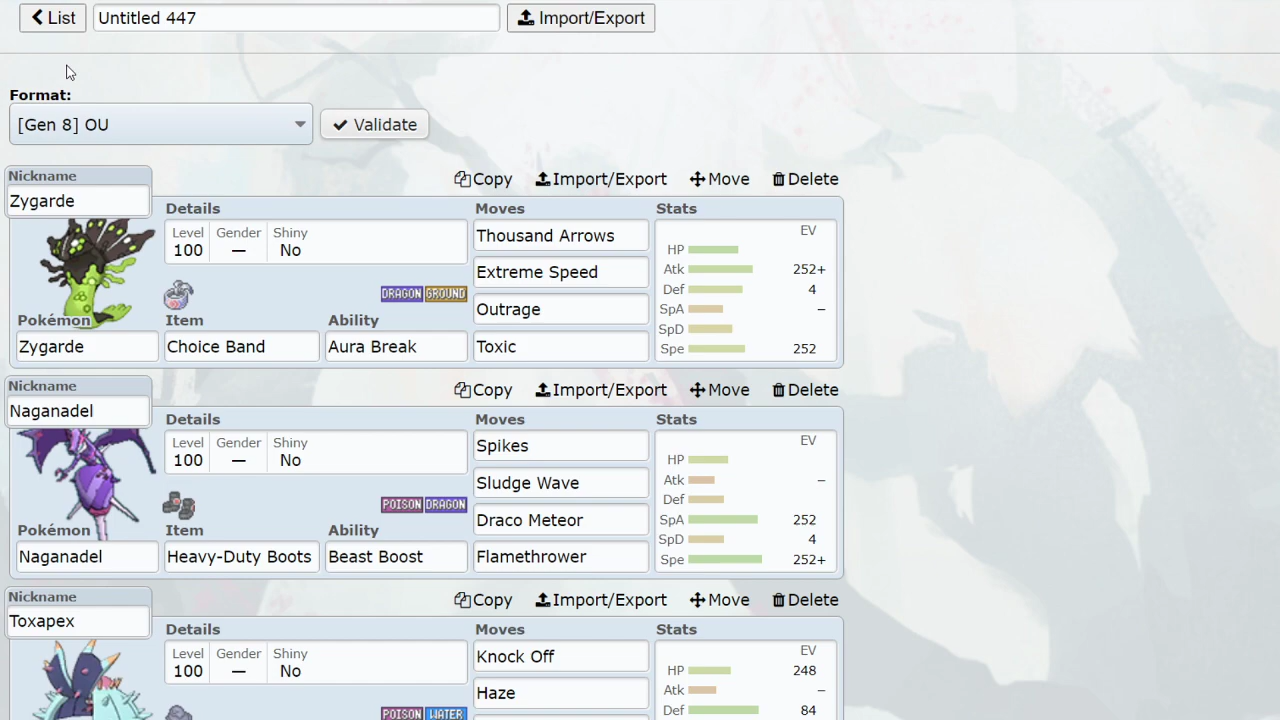 List
Untitled 447
Import/Export
Format:
[Gen 8] OU
Validate
Nickname
Zygarde
Copy Import/Export Move Delete
Details
Level Gender Shiny
100 — No
DRAGON GROUND
Pokémon
Zygarde
Item
Choice Band
Ability
Aura Break
Moves
Thousand Arrows
Extreme Speed
Outrage
Toxic
Stats
EV
HP
Atk 252+
Def 4
SpA –
SpD
Spe 252
Nickname
Naganadel
Copy Import/Export Move Delete
Details
Level Gender Shiny
100 — No
POISON DRAGON
Pokémon
Naganadel
Item
Heavy-Duty Boots
Ability
Beast Boost
Moves
Spikes
Sludge Wave
Draco Meteor
Flamethrower
Stats
EV
HP
Atk –
Def
SpA 252
SpD 4
Spe 252+
Nickname
Toxapex
Copy Import/Export Move Delete
Details
Level Gender Shiny
100 — No
POISON WATER
Moves
Knock Off
Haze
Stats
EV
HP 248
Atk –
Def 84